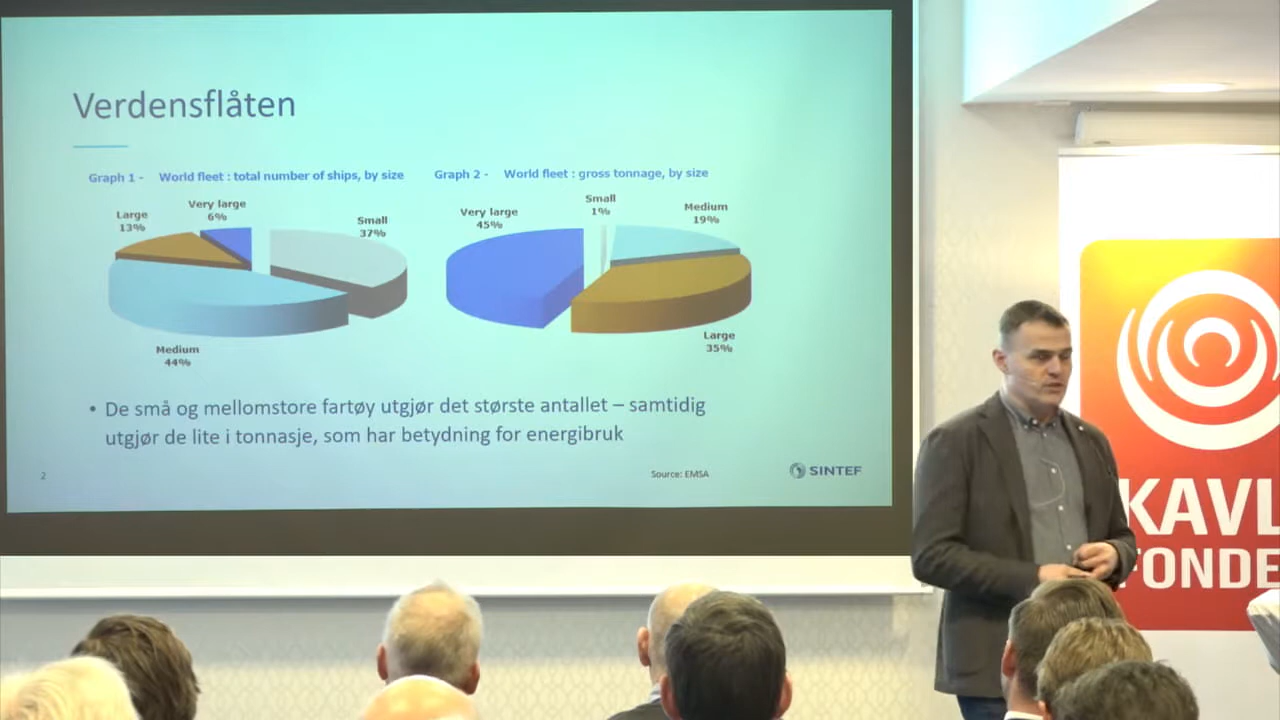 Verdensflåten
Graph 1 - World fleet : total number of ships, by size
Very large
6%
Large
13%
Small
37%
Medium
44%
Graph 2 - World fleet : gross tonnage, by size
Small
1%
Very large
45%
Medium
19%
Large
35%
• De små og mellomstore fartøy utgjør det største antallet – samtidig
utgjør de lite i tonnasje, som har betydning for energibruk
2
Source: EMSA
SINTEF
KAVL
FONDE